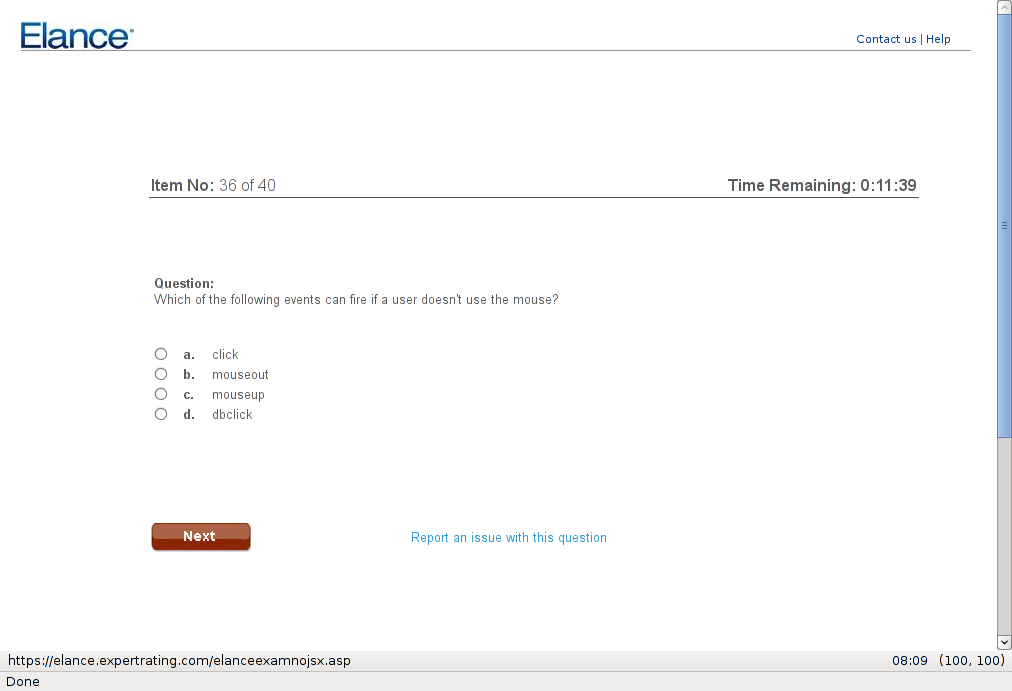 Elance
Contact us | Help
Item No: 36 of 40
Time Remaining: 0:11:39
Question:
Which of the following events can fire if a user doesn't use the mouse?
a. click
b. mouseout
c. mouseup
d. dbclick
Next
Report an issue with this question
https://elance.expertrating.com/elanceexamnojsx.asp
08:09 (100, 100)
Done